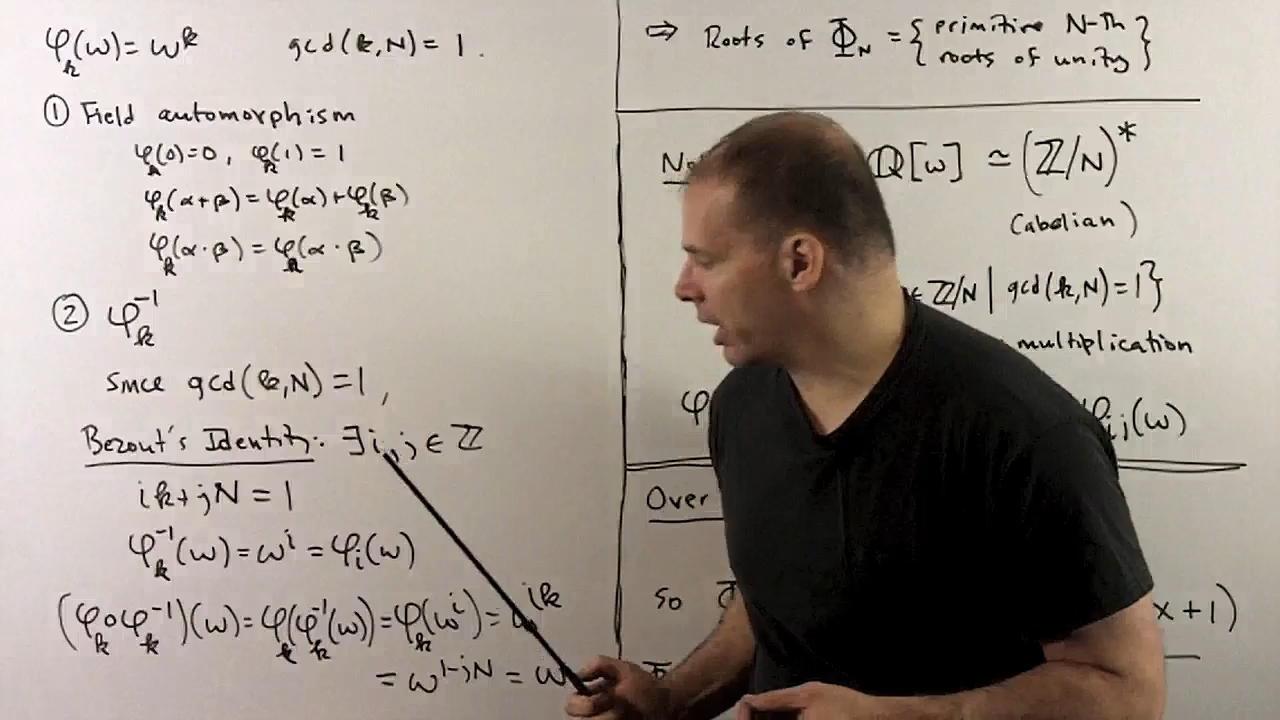 φ_k(ω) = ω^k gcd(k,N) = 1.
① Field automorphism
φ_k(0)=0, φ_k(1) = 1
φ_k(α+β) = φ_k(α)+φ_k(β)
φ_k(α·β) = φ_k(α·β)
② φ_k^{-1}
Since gcd(k,N) = 1,
Bezout's Identity: ∃ i, j ∈ ℤ
ik+jN = 1
φ_k^{-1}(ω) = ω^i = φ_i(ω)
(φ_k∘φ_k^{-1})(ω) = φ_k(φ_k^{-1}(ω)) = φ_k(ω^i) = ω^{ik}
= ω^{1-jN} = ω
⇒ Roots of Φ_N = { primitive N-Th
roots of unity }
ℚ[ω] ≃ (ℤ/N)*
(abelian)
∈ ℤ/N | gcd(k,N) = 1}
multiplication
φ φ_{ij}(ω)
Over
so Φ x+1)
Φ